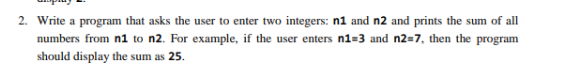 2. Write a program that asks the user to enter two integers: n1 and n2 and prints the sum of all
numbers from n1 to n2. For example, if the user enters n1=3 and n2=7, then the program
should display the sum as 25.